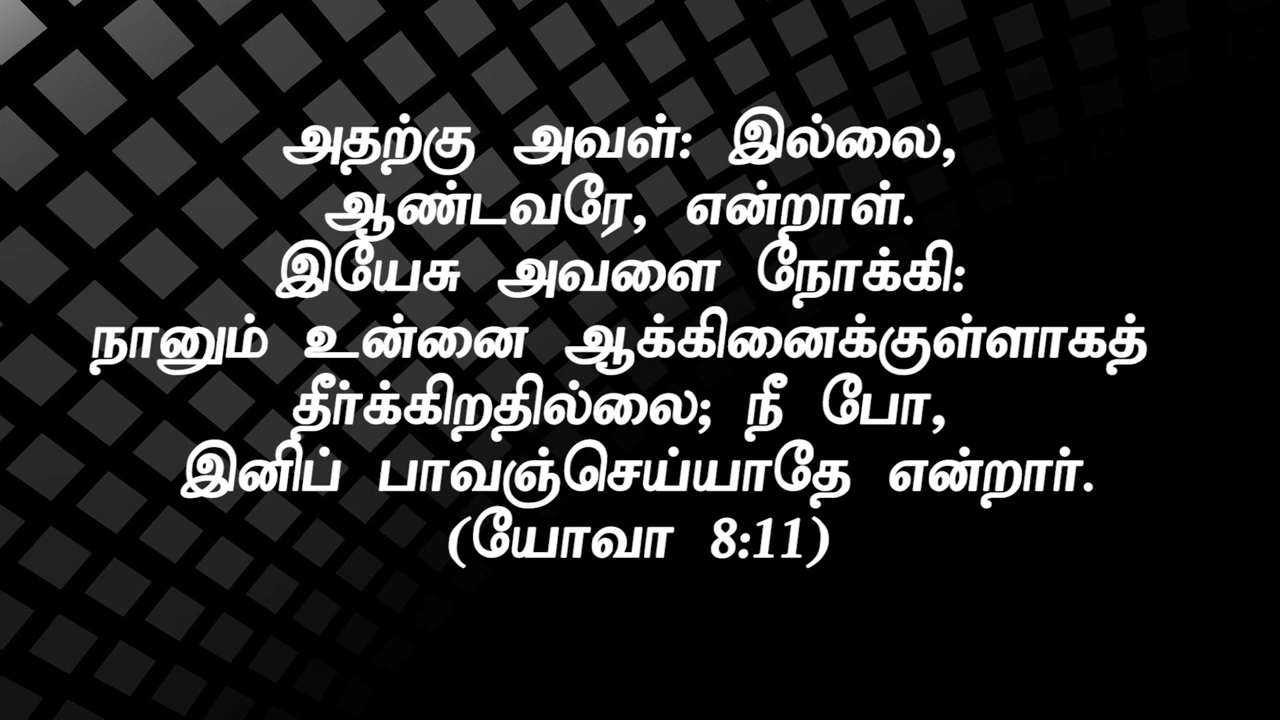 அதற்கு அவள்: இல்லை,
ஆண்டவரே, என்றாள்.
இயேசு அவளை நோக்கி:
நானும் உன்னை ஆக்கினைக்குள்ளாகத்
தீர்க்கிறதில்லை; நீ போ,
இனிப் பாவஞ்செய்யாதே என்றார்.
(யோவா 8:11)